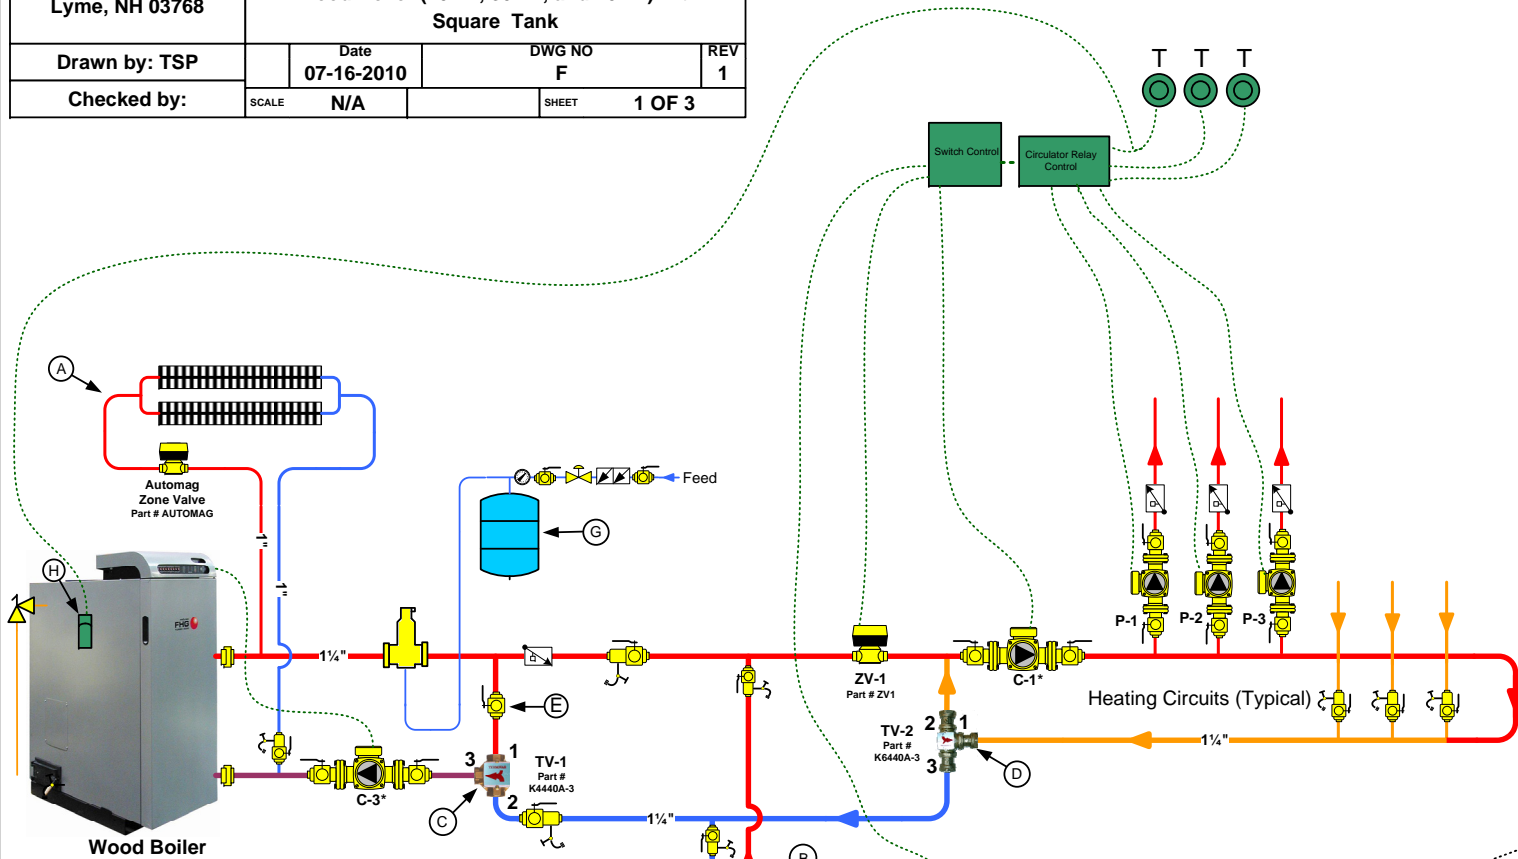 Lyme, NH 03768
Square Tank
Drawn by: TSP
Date
07-16-2010
DWG NO
F
REV
1
Checked by:
SCALE
N/A
SHEET
1 OF 3
T T T
Switch Control
Circulator Relay
Control
A
Automag
Zone Valve
Part # AUTOMAG
1"
1"
Feed
G
H
FHG
P-1
P-2
P-3
1¼"
ZV-1
Part # ZV1
C-1*
E
Heating Circuits (Typical)
TV-2
Part #
K6440A-3
2
1
3
1¼"
D
TV-1
Part #
K4440A-3
3
1
2
C-3*
C
1¼"
Wood Boiler
B